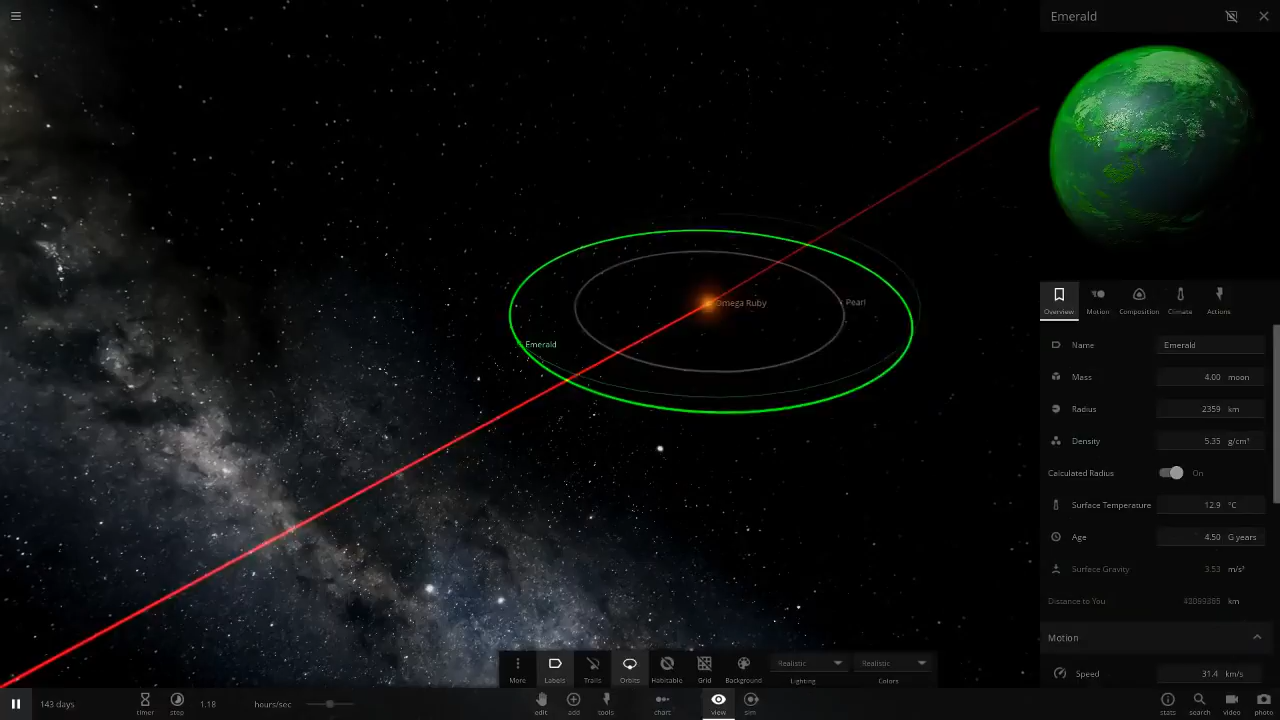 Emerald
Omega Ruby
Pearl
Emerald
Overview Motion Composition Climate Actions
Name Emerald
Mass 4.00 moon
Radius 2359 km
Density 5.35 g/cm³
Calculated Radius On
Surface Temperature 12.9 °C
Age 4.50 G years
Surface Gravity 3.53 m/s²
Distance to You km
Motion
Speed 31.4 km/s
More Labels Trails Orbits Habitable Grid Background
Realistic Realistic
Lighting Colors
143 days timer step 1.18 hours/sec edit add tools chart view sim stats search video photo